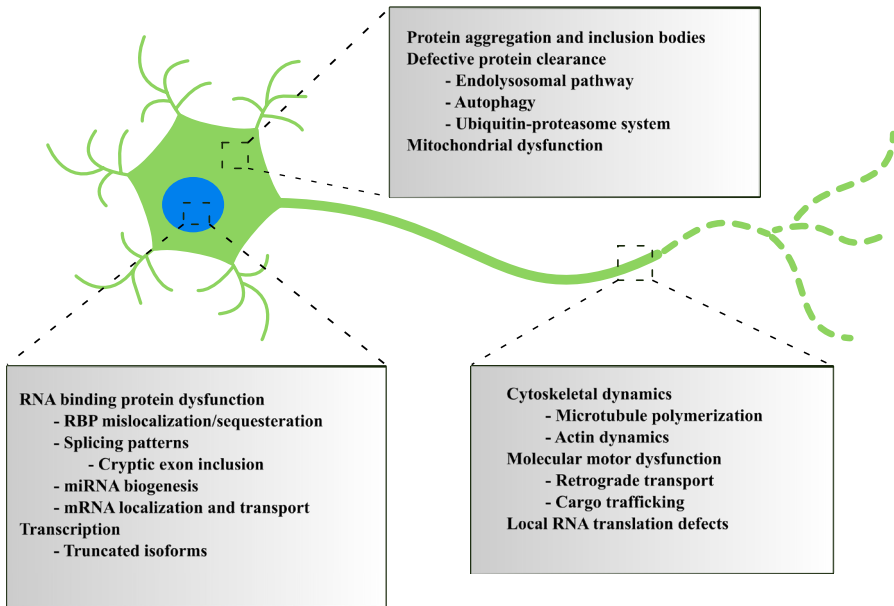 Protein aggregation and inclusion bodies
Defective protein clearance
- Endolysosomal pathway
- Autophagy
- Ubiquitin-proteasome system
Mitochondrial dysfunction
RNA binding protein dysfunction
- RBP mislocalization/sequesteration
- Splicing patterns
- Cryptic exon inclusion
- miRNA biogenesis
- mRNA localization and transport
Transcription
- Truncated isoforms
Cytoskeletal dynamics
- Microtubule polymerization
- Actin dynamics
Molecular motor dysfunction
- Retrograde transport
- Cargo trafficking
Local RNA translation defects